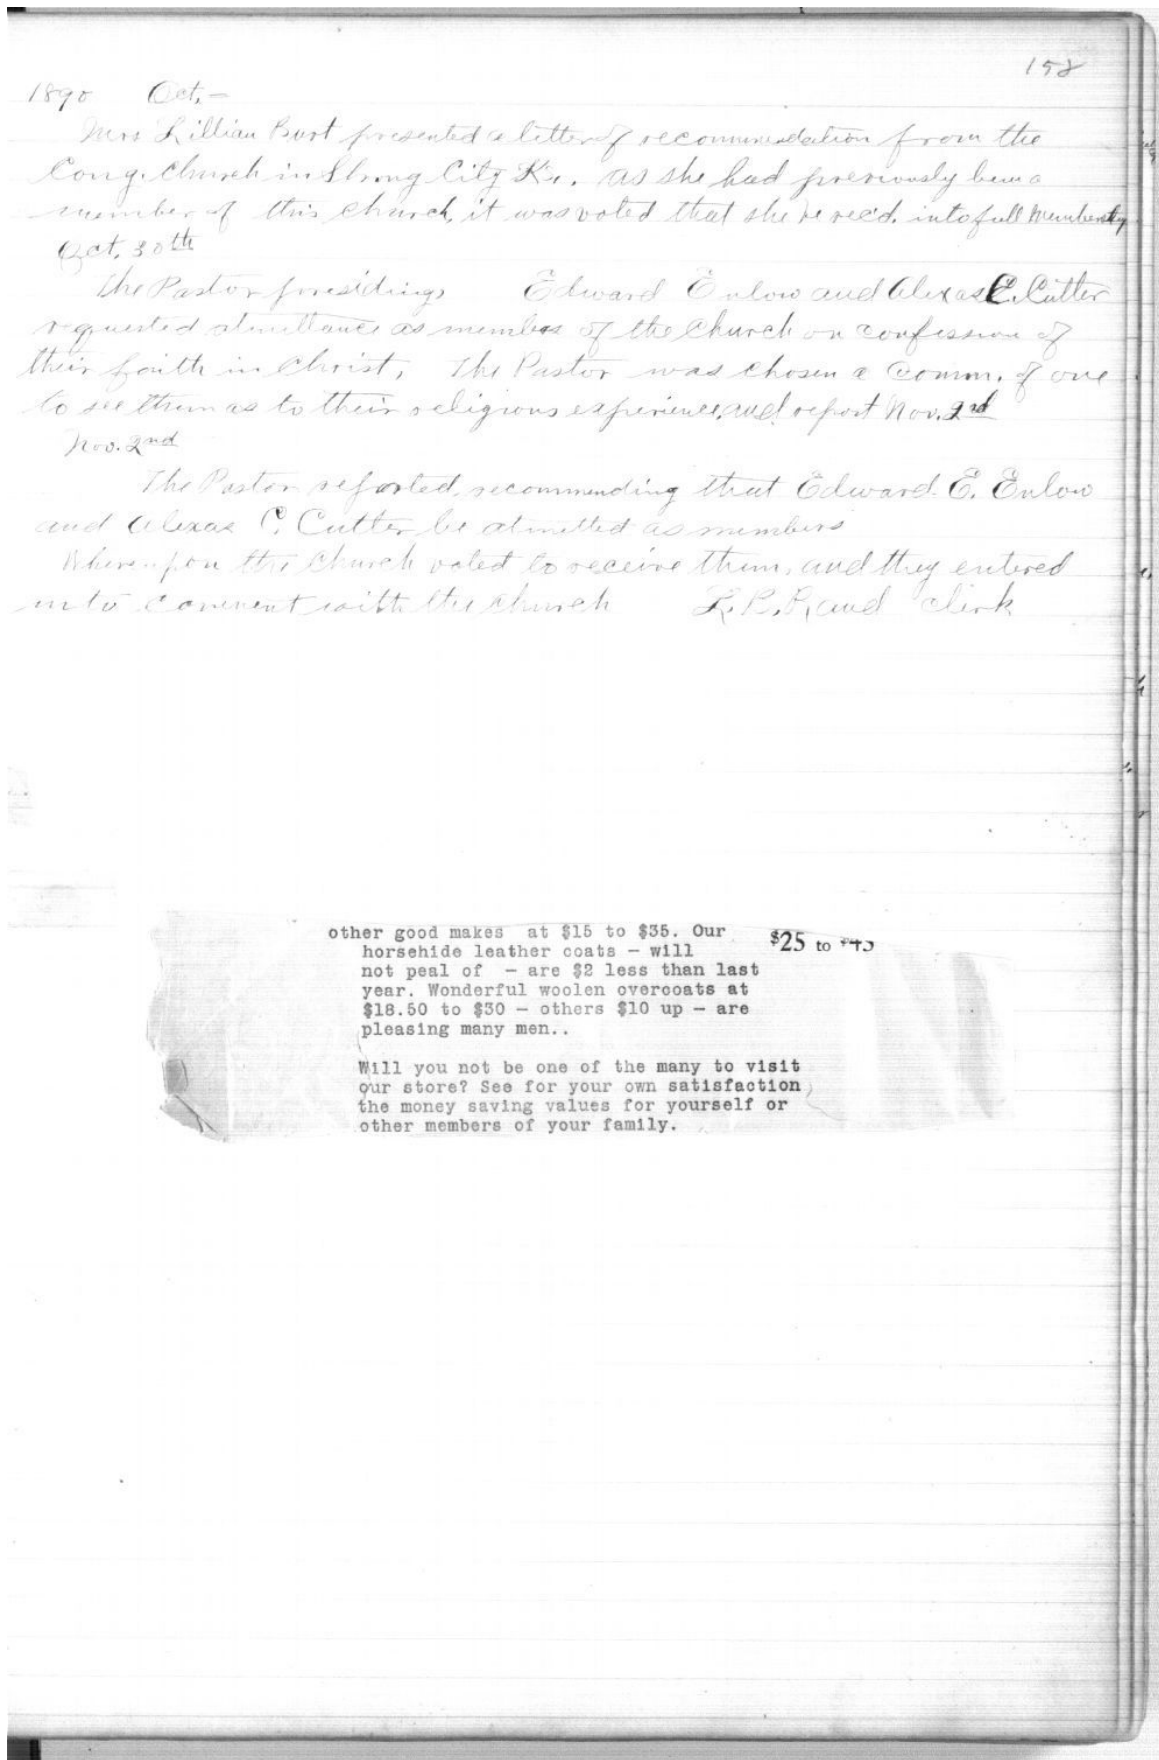 158
1890 Oct. —
Mrs Lillian Burt presented a letter of recommendation from the
Cong. Church in Strong City Ks. as she had previously been a
member of this church, it was voted that she be rec'd. into full Membership
Oct. 30th
The Pastor presiding, Edward Enlow and Alexas C. Cutter
requested admittance as members of the Church on confession of
their faith in Christ, The Pastor was chosen a Comm. of one
to see them as to their religious experience, and report Nov. 2nd
Nov. 2nd
The Pastor reported, recommending that Edward E. Enlow
and Alexas C. Cutter be admitted as members
Whereupon the Church voted to receive them, and they entered
into covenent with the church L. R. Rand Clerk
other good makes at $15 to $35. Our $25 to $45
horsehide leather coats — will
not peal of — are $2 less than last
year. Wonderful woolen overcoats at
$18.50 to $30 — others $10 up — are
pleasing many men..
Will you not be one of the many to visit
our store? See for your own satisfaction
the money saving values for yourself or
other members of your family.